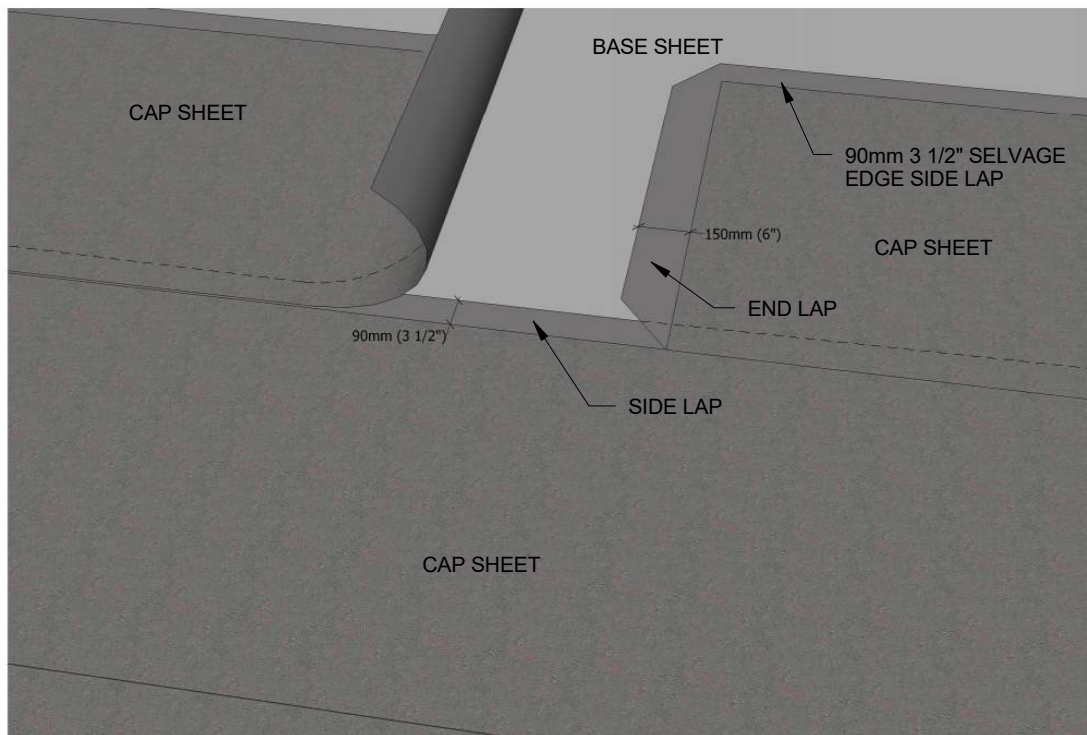 BASE SHEET
CAP SHEET
90mm 3 1/2" SELVAGE
EDGE SIDE LAP
150mm (6")
CAP SHEET
END LAP
90mm (3 1/2")
SIDE LAP
CAP SHEET